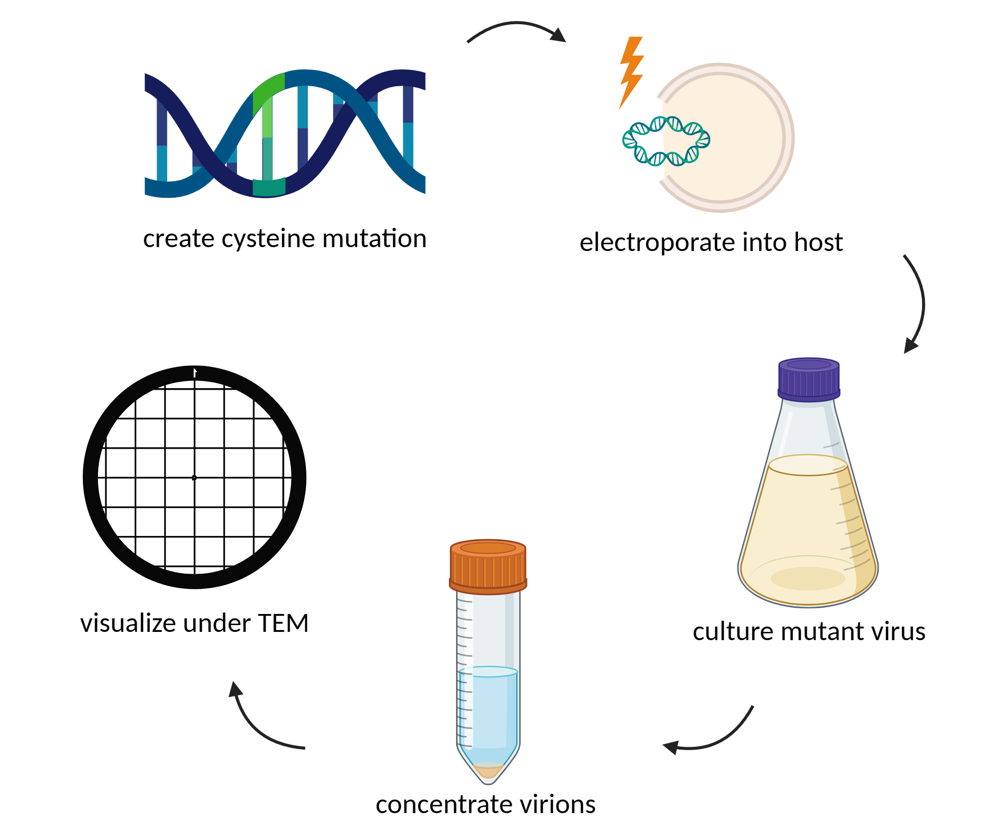 create cysteine mutation
electroporate into host
culture mutant virus
concentrate virions
visualize under TEM